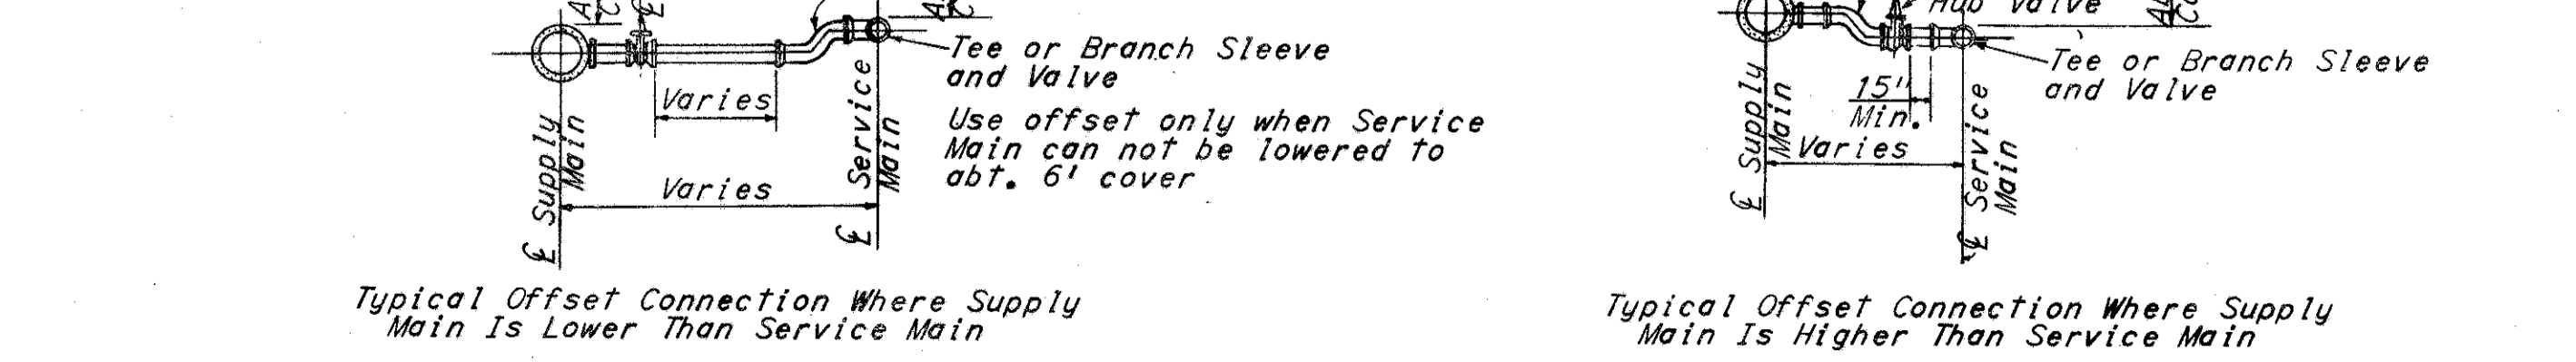 Tee or Branch Sleeve
and Valve
Varies
Use offset only when Service
Main can not be lowered to
abt. 6' cover
Varies
℄ Supply
Main
℄ Service
Main
Typical Offset Connection Where Supply
Main Is Lower Than Service Main
Hub Valve
Tee or Branch Sleeve
and Valve
15"
Min.
Varies
℄ Supply
Main
℄ Service
Main
Typical Offset Connection Where Supply
Main Is Higher Than Service Main